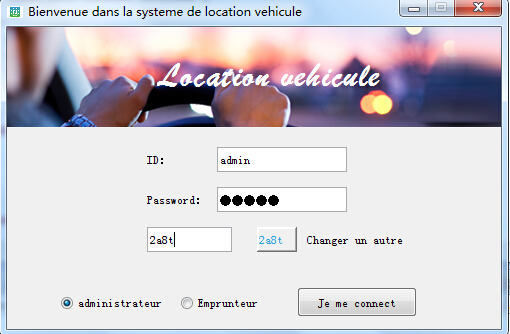 Bienvenue dans la systeme de location vehicule
Location vehicule
ID: admin
Password: ●●●●●
2a8t 2a8t Changer un autre
administrateur Emprunteur Je me connect